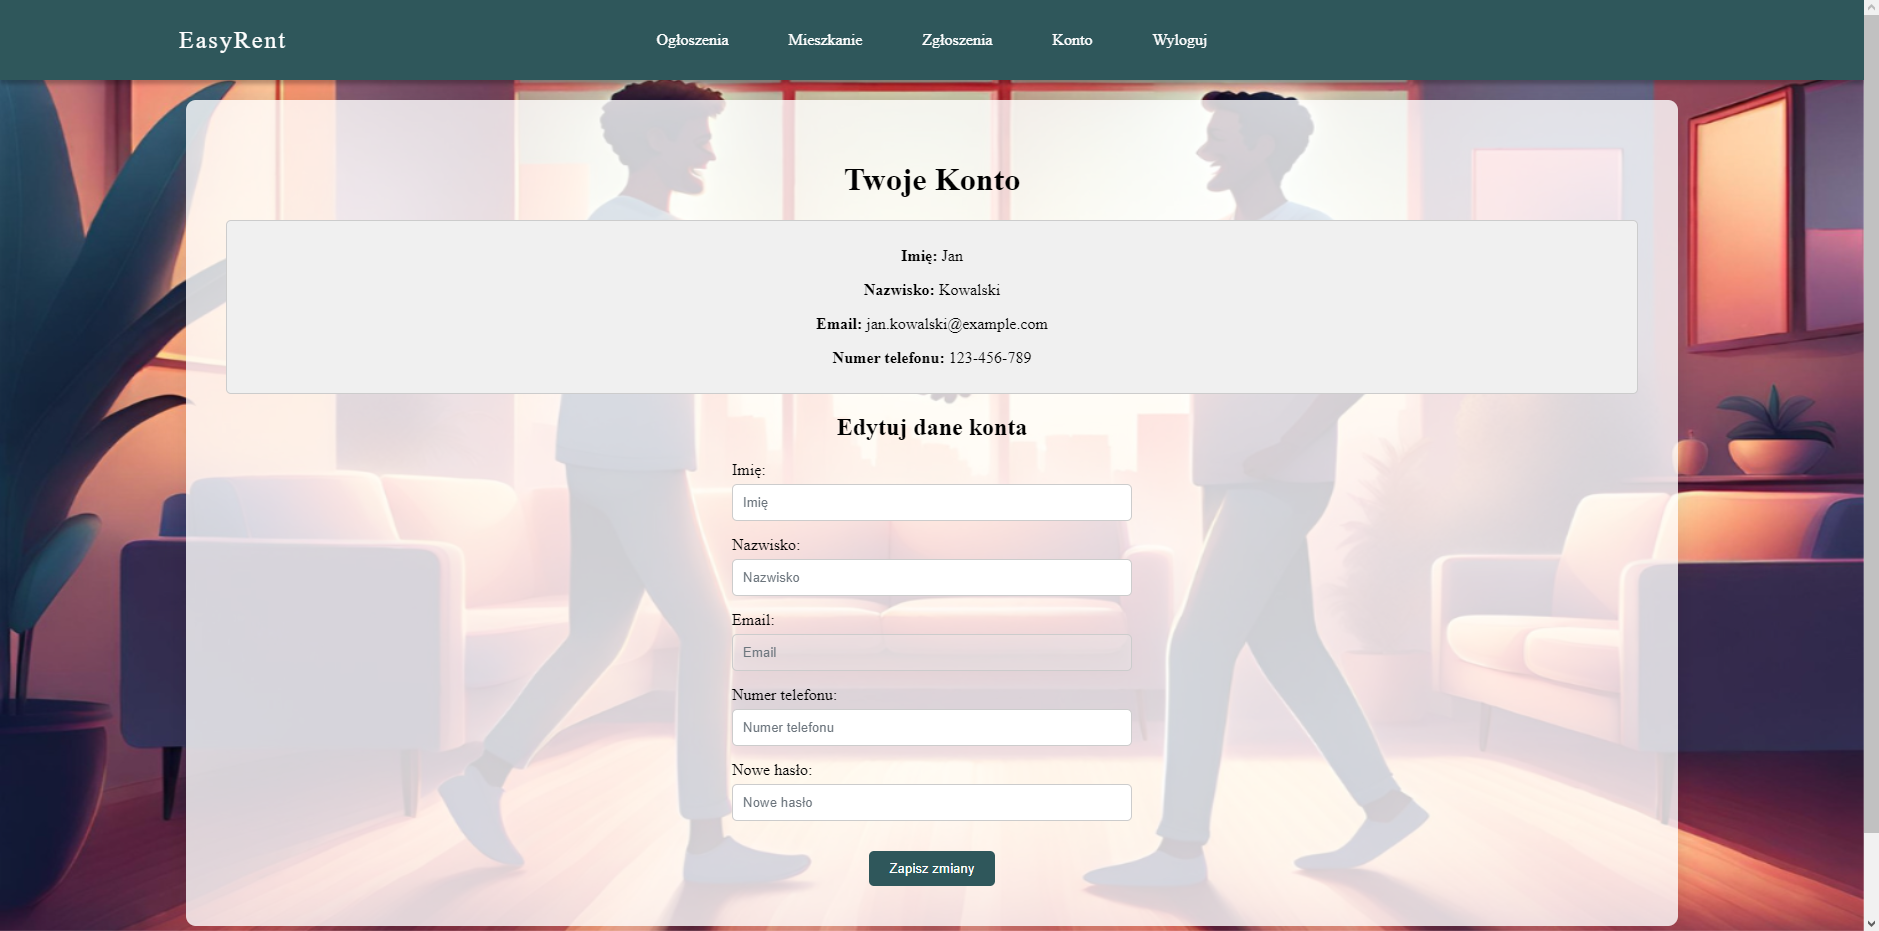 EasyRent
Ogłoszenia Mieszkanie Zgłoszenia Konto Wyloguj
Twoje Konto
Imię: Jan
Nazwisko: Kowalski
Email: jan.kowalski@example.com
Numer telefonu: 123-456-789
Edytuj dane konta
Imię:
Imię
Nazwisko:
Nazwisko
Email:
Email
Numer telefonu:
Numer telefonu
Nowe hasło:
Nowe hasło
Zapisz zmiany